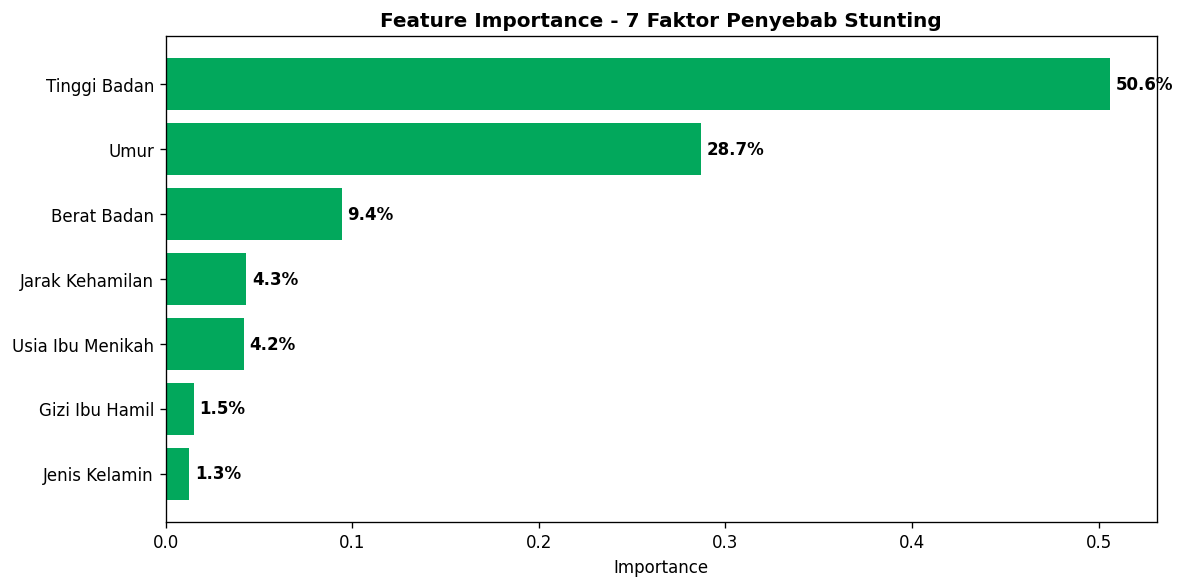 Feature Importance - 7 Faktor Penyebab Stunting
Tinggi Badan 50.6%
Umur 28.7%
Berat Badan 9.4%
Jarak Kehamilan 4.3%
Usia Ibu Menikah 4.2%
Gizi Ibu Hamil 1.5%
Jenis Kelamin 1.3%
0.0 0.1 0.2 0.3 0.4 0.5
Importance